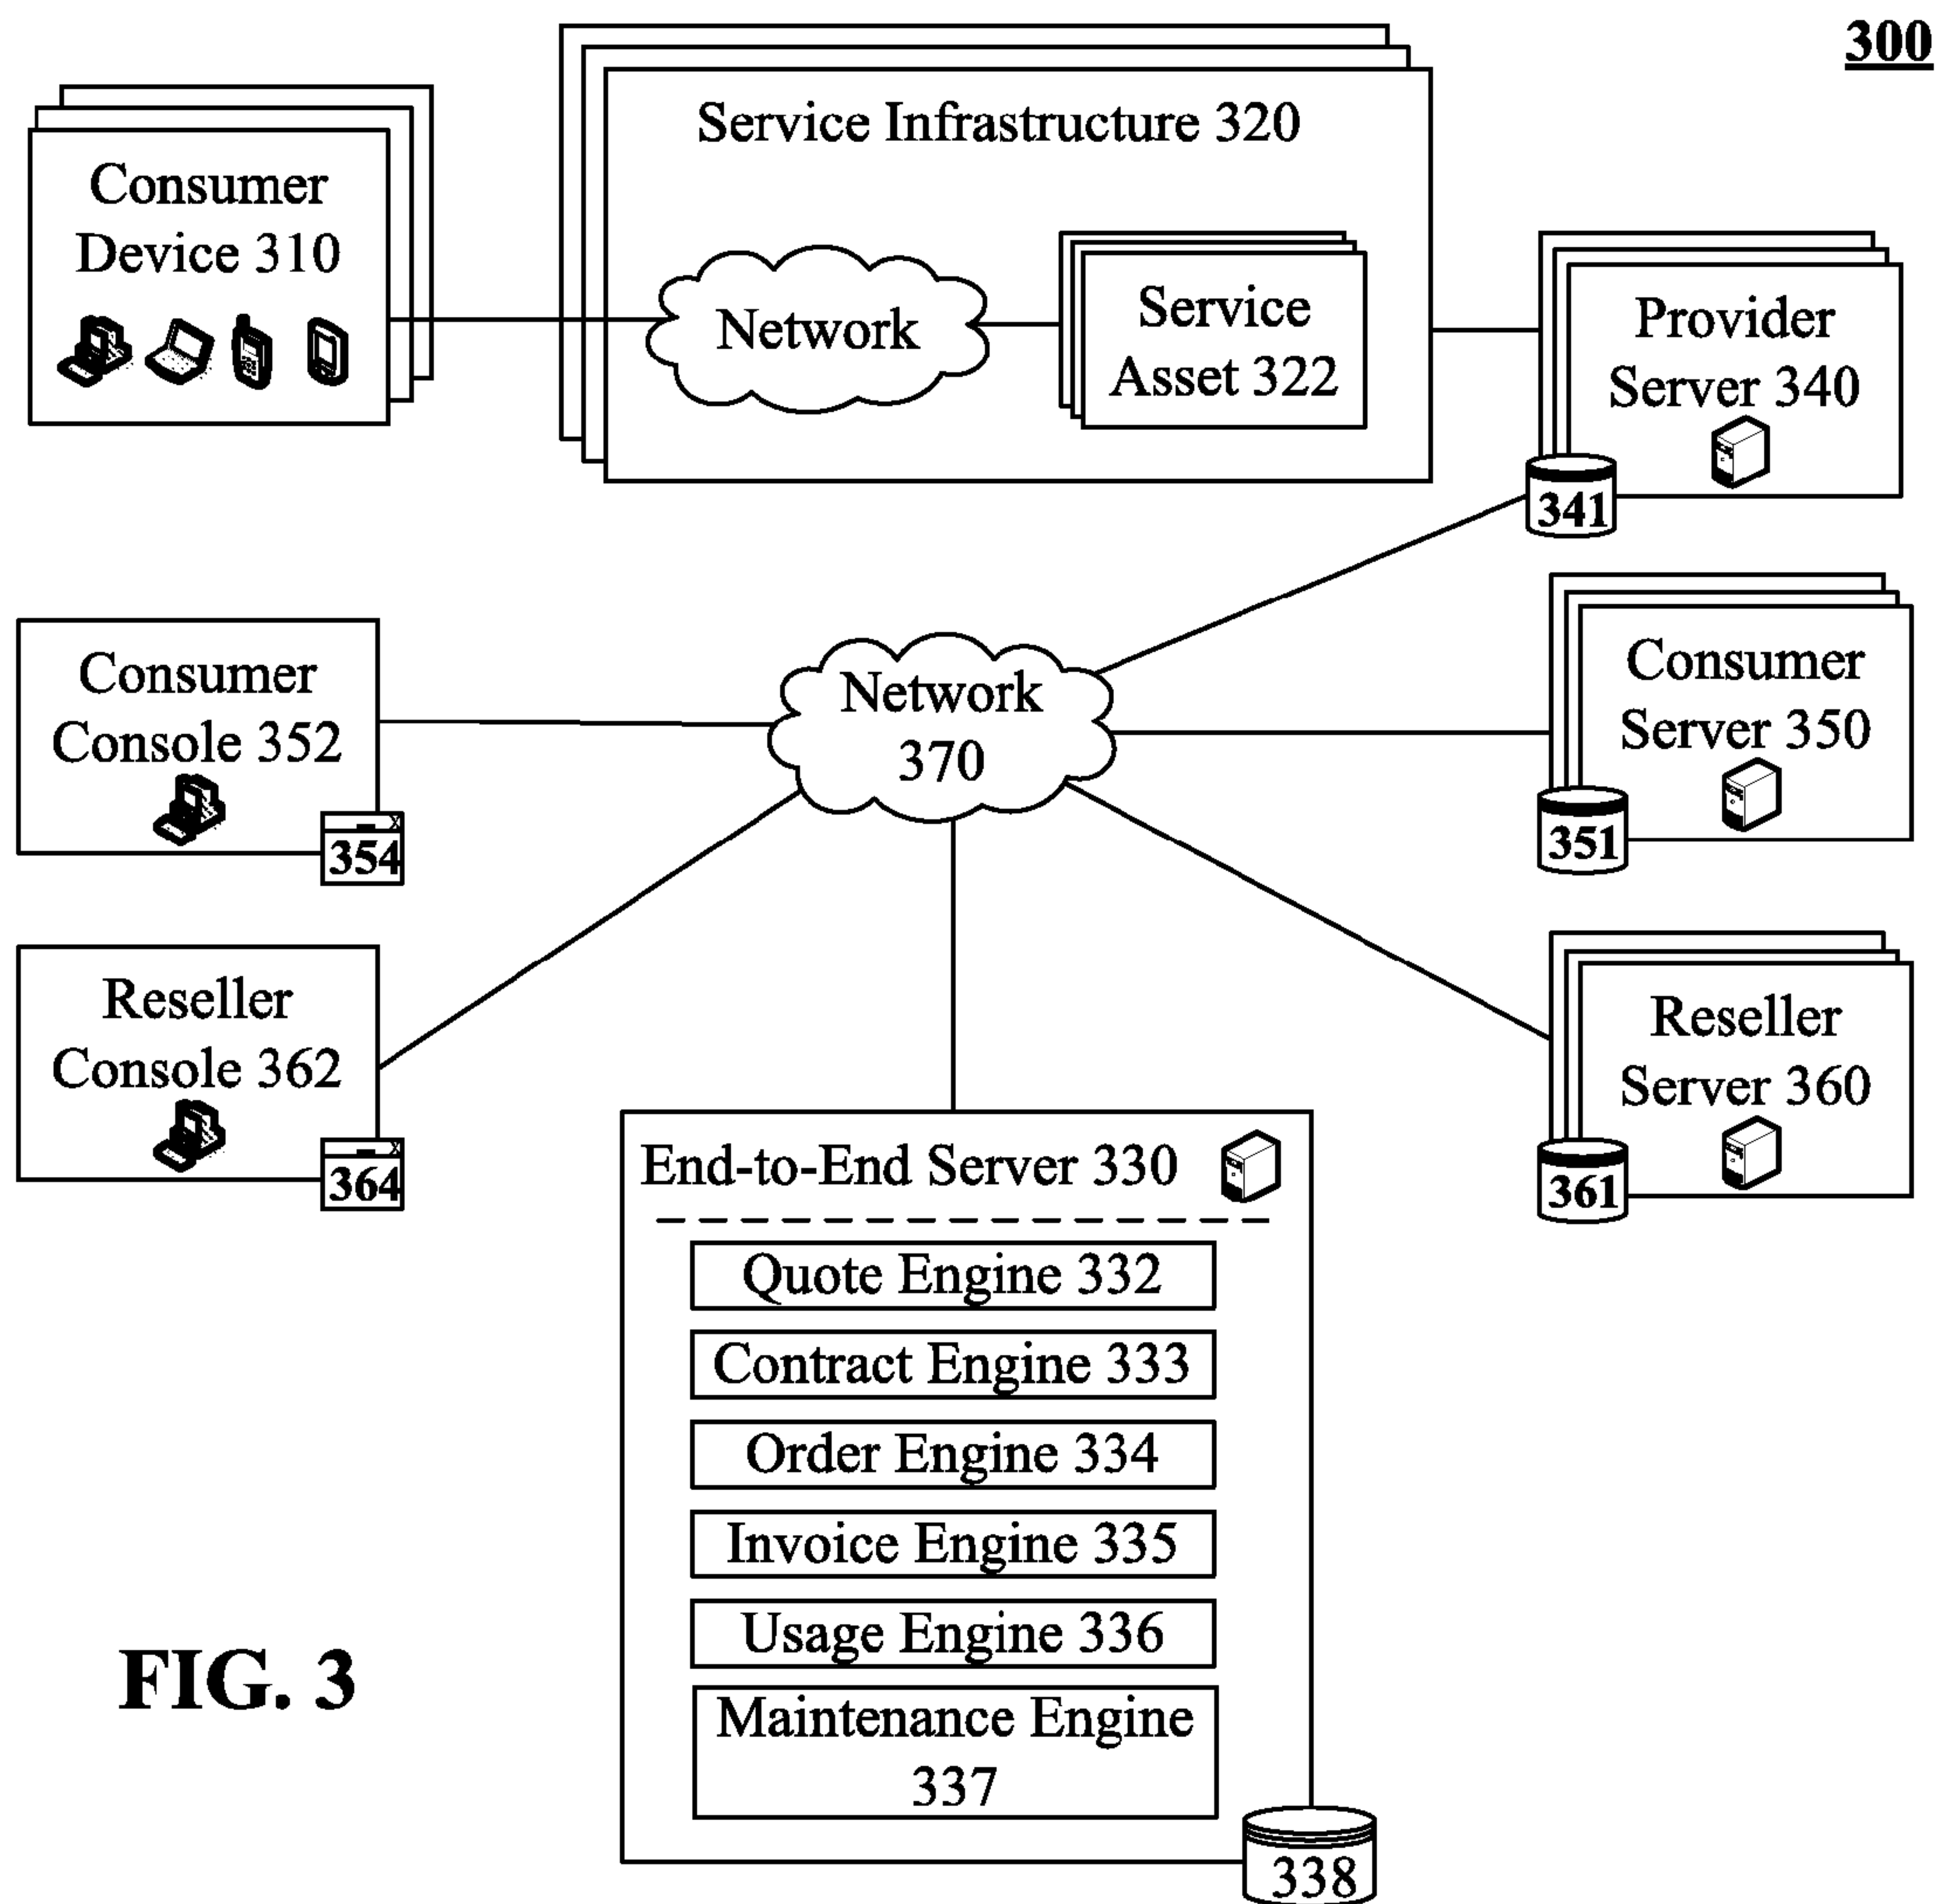 300
Service Infrastructure 320
Consumer
Device 310
Network
Service
Asset 322
Provider
Server 340
341
Consumer
Console 352
354
Network
370
Consumer
Server 350
351
Reseller
Console 362
364
Reseller
Server 360
361
End-to-End Server 330
Quote Engine 332
Contract Engine 333
Order Engine 334
Invoice Engine 335
Usage Engine 336
Maintenance Engine
337
338
FIG. 3